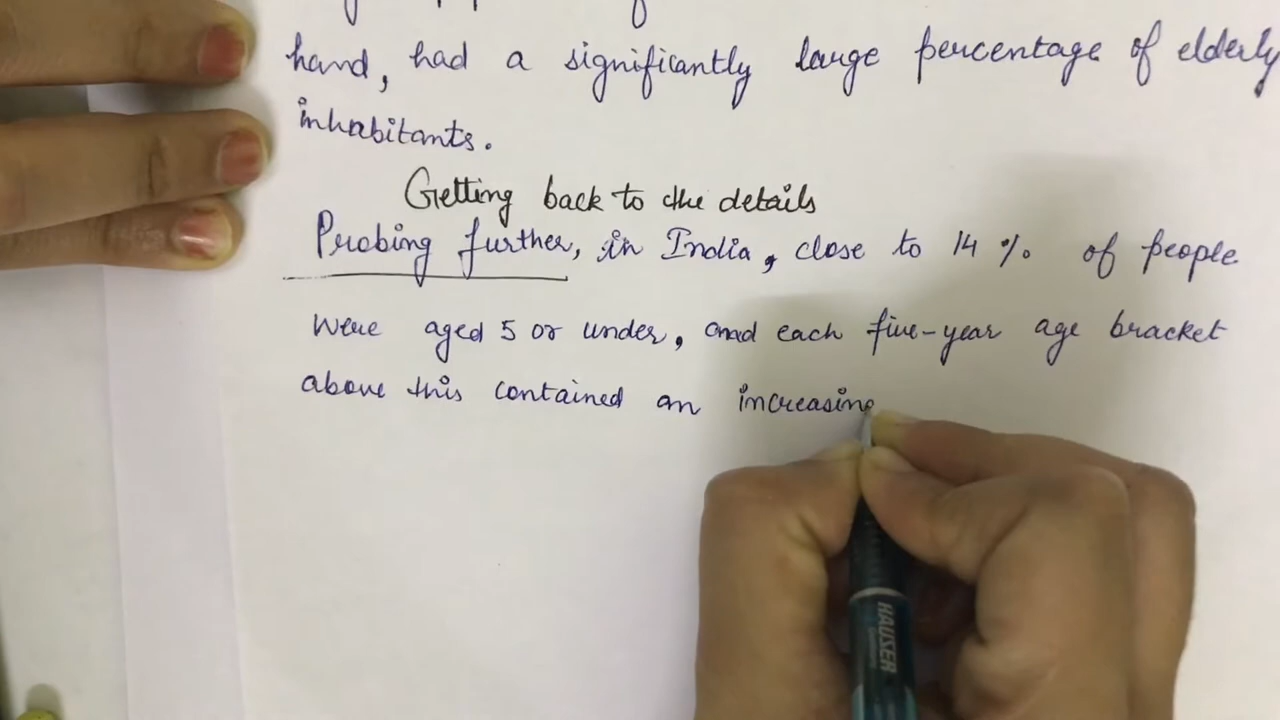 hand, had a significantly large percentage of elderly
inhabitants.
Getting back to the details
Probing further, in India, close to 14 % of people
were aged 5 or under, and each five-year age bracket
above this contained an increasing
HAUSER